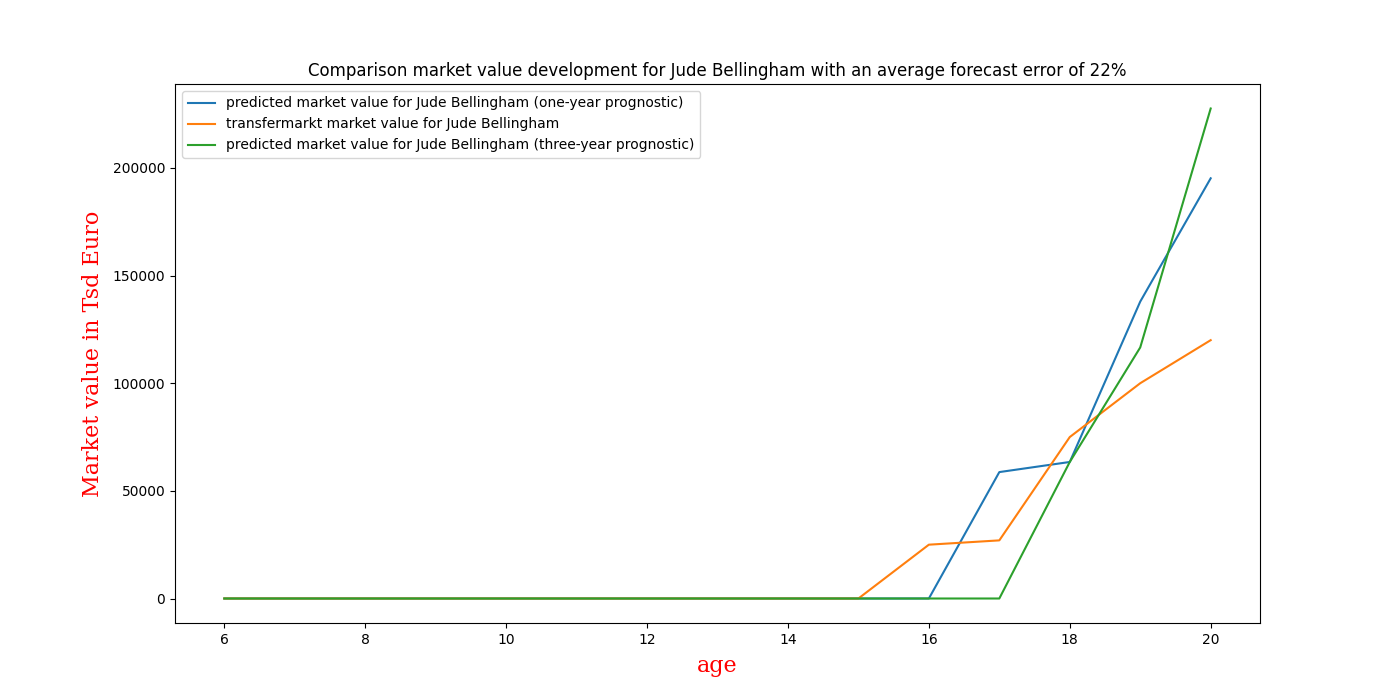 Comparison market value development for Jude Bellingham with an average forecast error of 22%
predicted market value for Jude Bellingham (one-year prognostic)
transfermarkt market value for Jude Bellingham
predicted market value for Jude Bellingham (three-year prognostic)
Market value in Tsd Euro
200000
150000
100000
50000
0
6 8 10 12 14 16 18 20
age